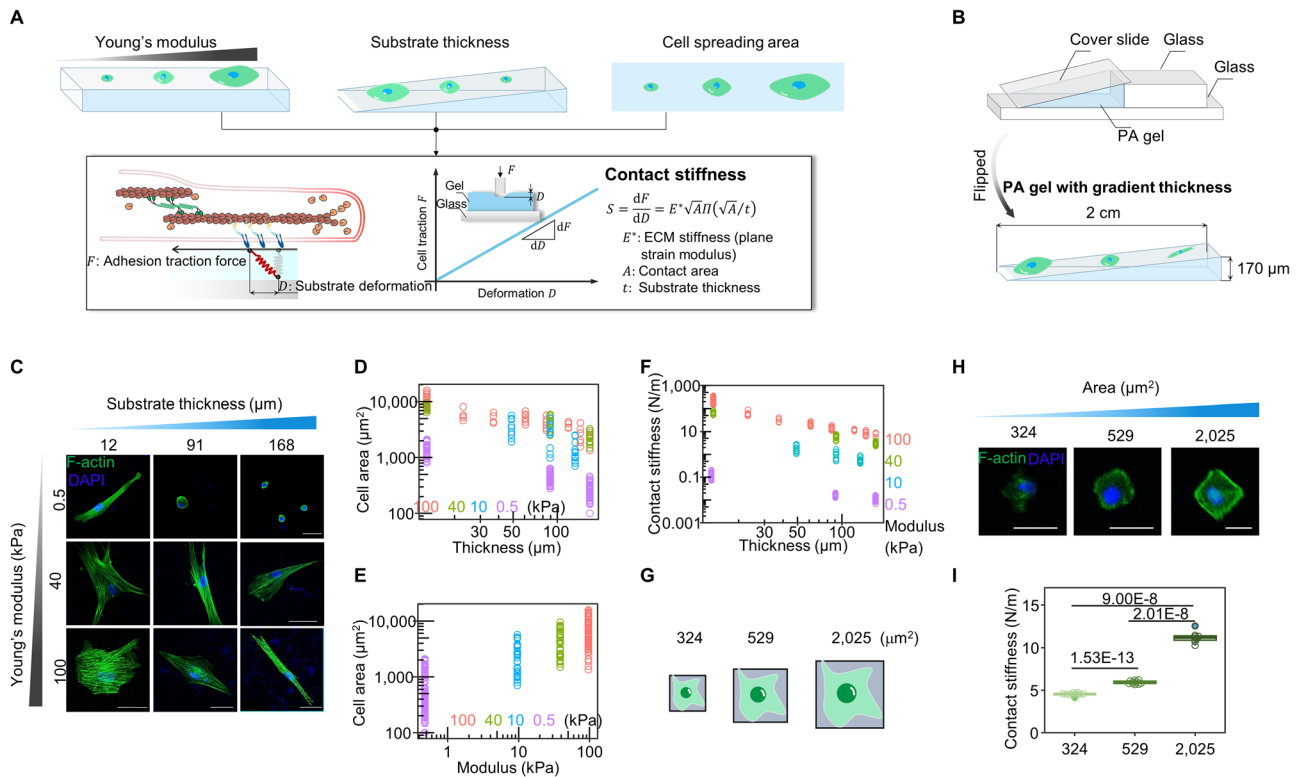 A
Young's modulus
Substrate thickness
Cell spreading area
F: Adhesion traction force
D: Substrate deformation
Cell traction F
Deformation D
Gel
Glass
F
D
dF
dD
Contact stiffness
S = dF/dD = E*√AΠ(√A/t)
E*: ECM stiffness (plane
strain modulus)
A: Contact area
t: Substrate thickness
B
Cover slide
Glass
Glass
PA gel
Flipped
PA gel with gradient thickness
2 cm
170 µm
C
Substrate thickness (µm)
12
91
168
F-actin
DAPI
Young's modulus (kPa)
0.5
40
100
D
Cell area (µm²)
10,000
1,000
100
100 40 10 0.5 (kPa)
30 50 100
Thickness (µm)
E
Cell area (µm²)
10,000
1,000
100
100 40 10 0.5 (kPa)
1 10 100
Modulus (kPa)
F
Contact stiffness (N/m)
1,000
100
10
1
0.1
0.01
0.001
100
40
10
0.5
Modulus
(kPa)
30 50 100
Thickness (µm)
G
324 529 2,025 (µm²)
H
Area (µm²)
324 529 2,025
F-actin DAPI
I
Contact stiffness (N/m)
15
10
5
0
9.00E-8
2.01E-8
1.53E-13
324 529 2,025